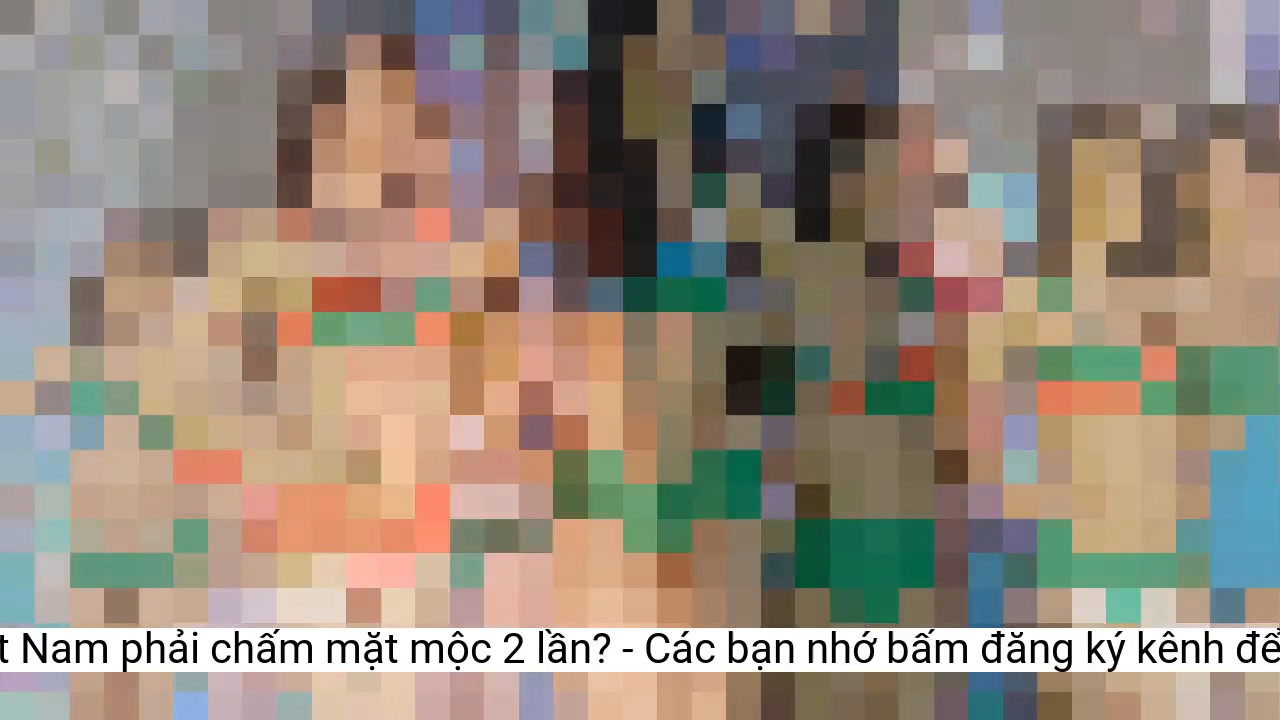 t Nam phải chấm mặt mộc 2 lần? - Các bạn nhớ bấm đăng ký kênh để